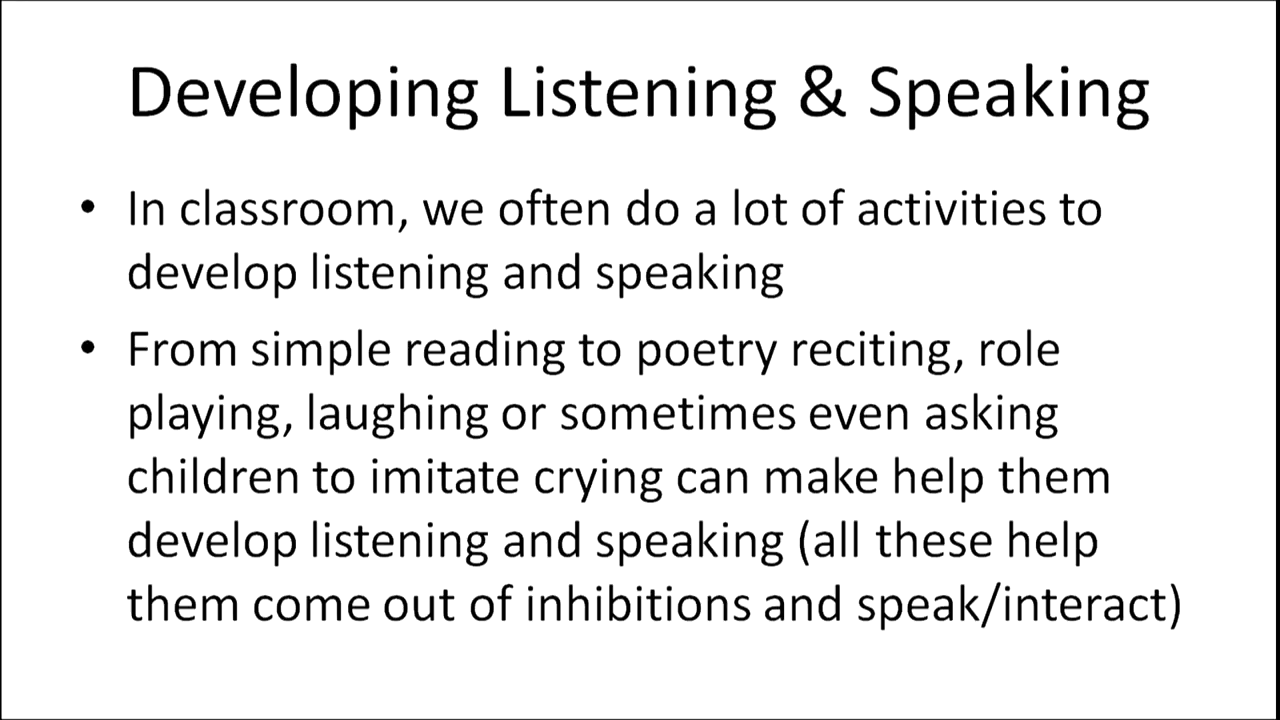 Developing Listening & Speaking
• In classroom, we often do a lot of activities to
develop listening and speaking
• From simple reading to poetry reciting, role
playing, laughing or sometimes even asking
children to imitate crying can make help them
develop listening and speaking (all these help
them come out of inhibitions and speak/interact)